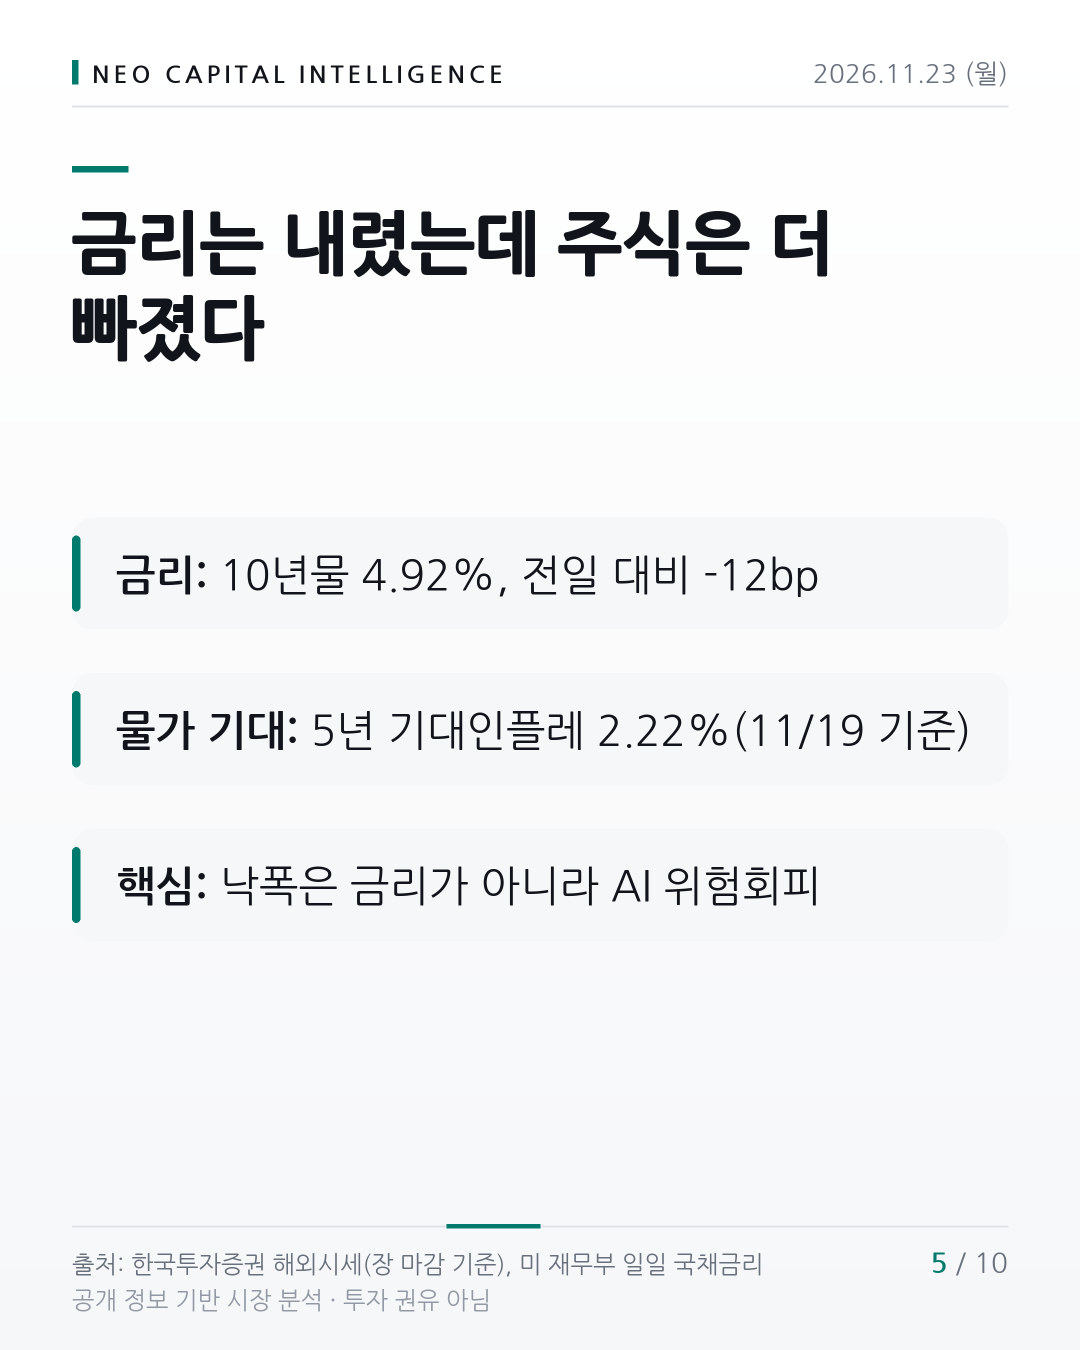 NEO CAPITAL INTELLIGENCE
2026.11.23 (월)
금리는 내렸는데 주식은 더
빠졌다
금리: 10년물 4.92%, 전일 대비 -12bp
물가 기대: 5년 기대인플레 2.22%(11/19 기준)
핵심: 낙폭은 금리가 아니라 AI 위험회피
출처: 한국투자증권 해외시세(장 마감 기준), 미 재무부 일일 국채금리
5 / 10
공개 정보 기반 시장 분석 · 투자 권유 아님